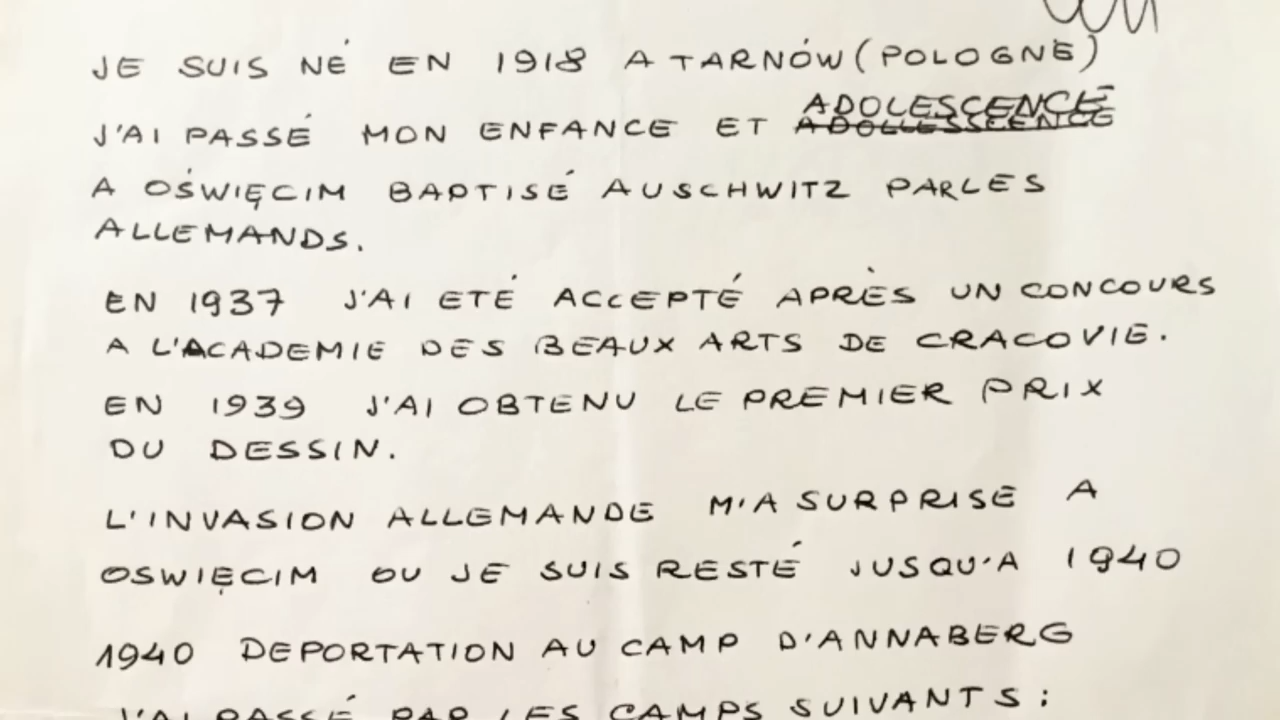 JE SUIS NÉ EN 1918 A TARNÓW (POLOGNE)
ADOLESCENCE
J'AI PASSÉ MON ENFANCE ET ADOLLESSCENCE
A OŚWIĘCIM BAPTISÉ AUSCHWITZ PAR LES
ALLEMANDS.
EN 1937 J'AI ETÉ ACCEPTÉ APRÈS UN CONCOURS
A L'ACADEMIE DES BEAUX ARTS DE CRACOVIE.
EN 1939 J'AI OBTENU LE PREMIER PRIX
DU DESSIN.
L'INVASION ALLEMANDE M'A SURPRISE A
OSWIĘCIM OU JE SUIS RESTÉ JUSQU'A 1940
1940 DEPORTATION AU CAMP D'ANNABERG
J'AI PASSÉ PAR LES CAMPS SUIVANTS :